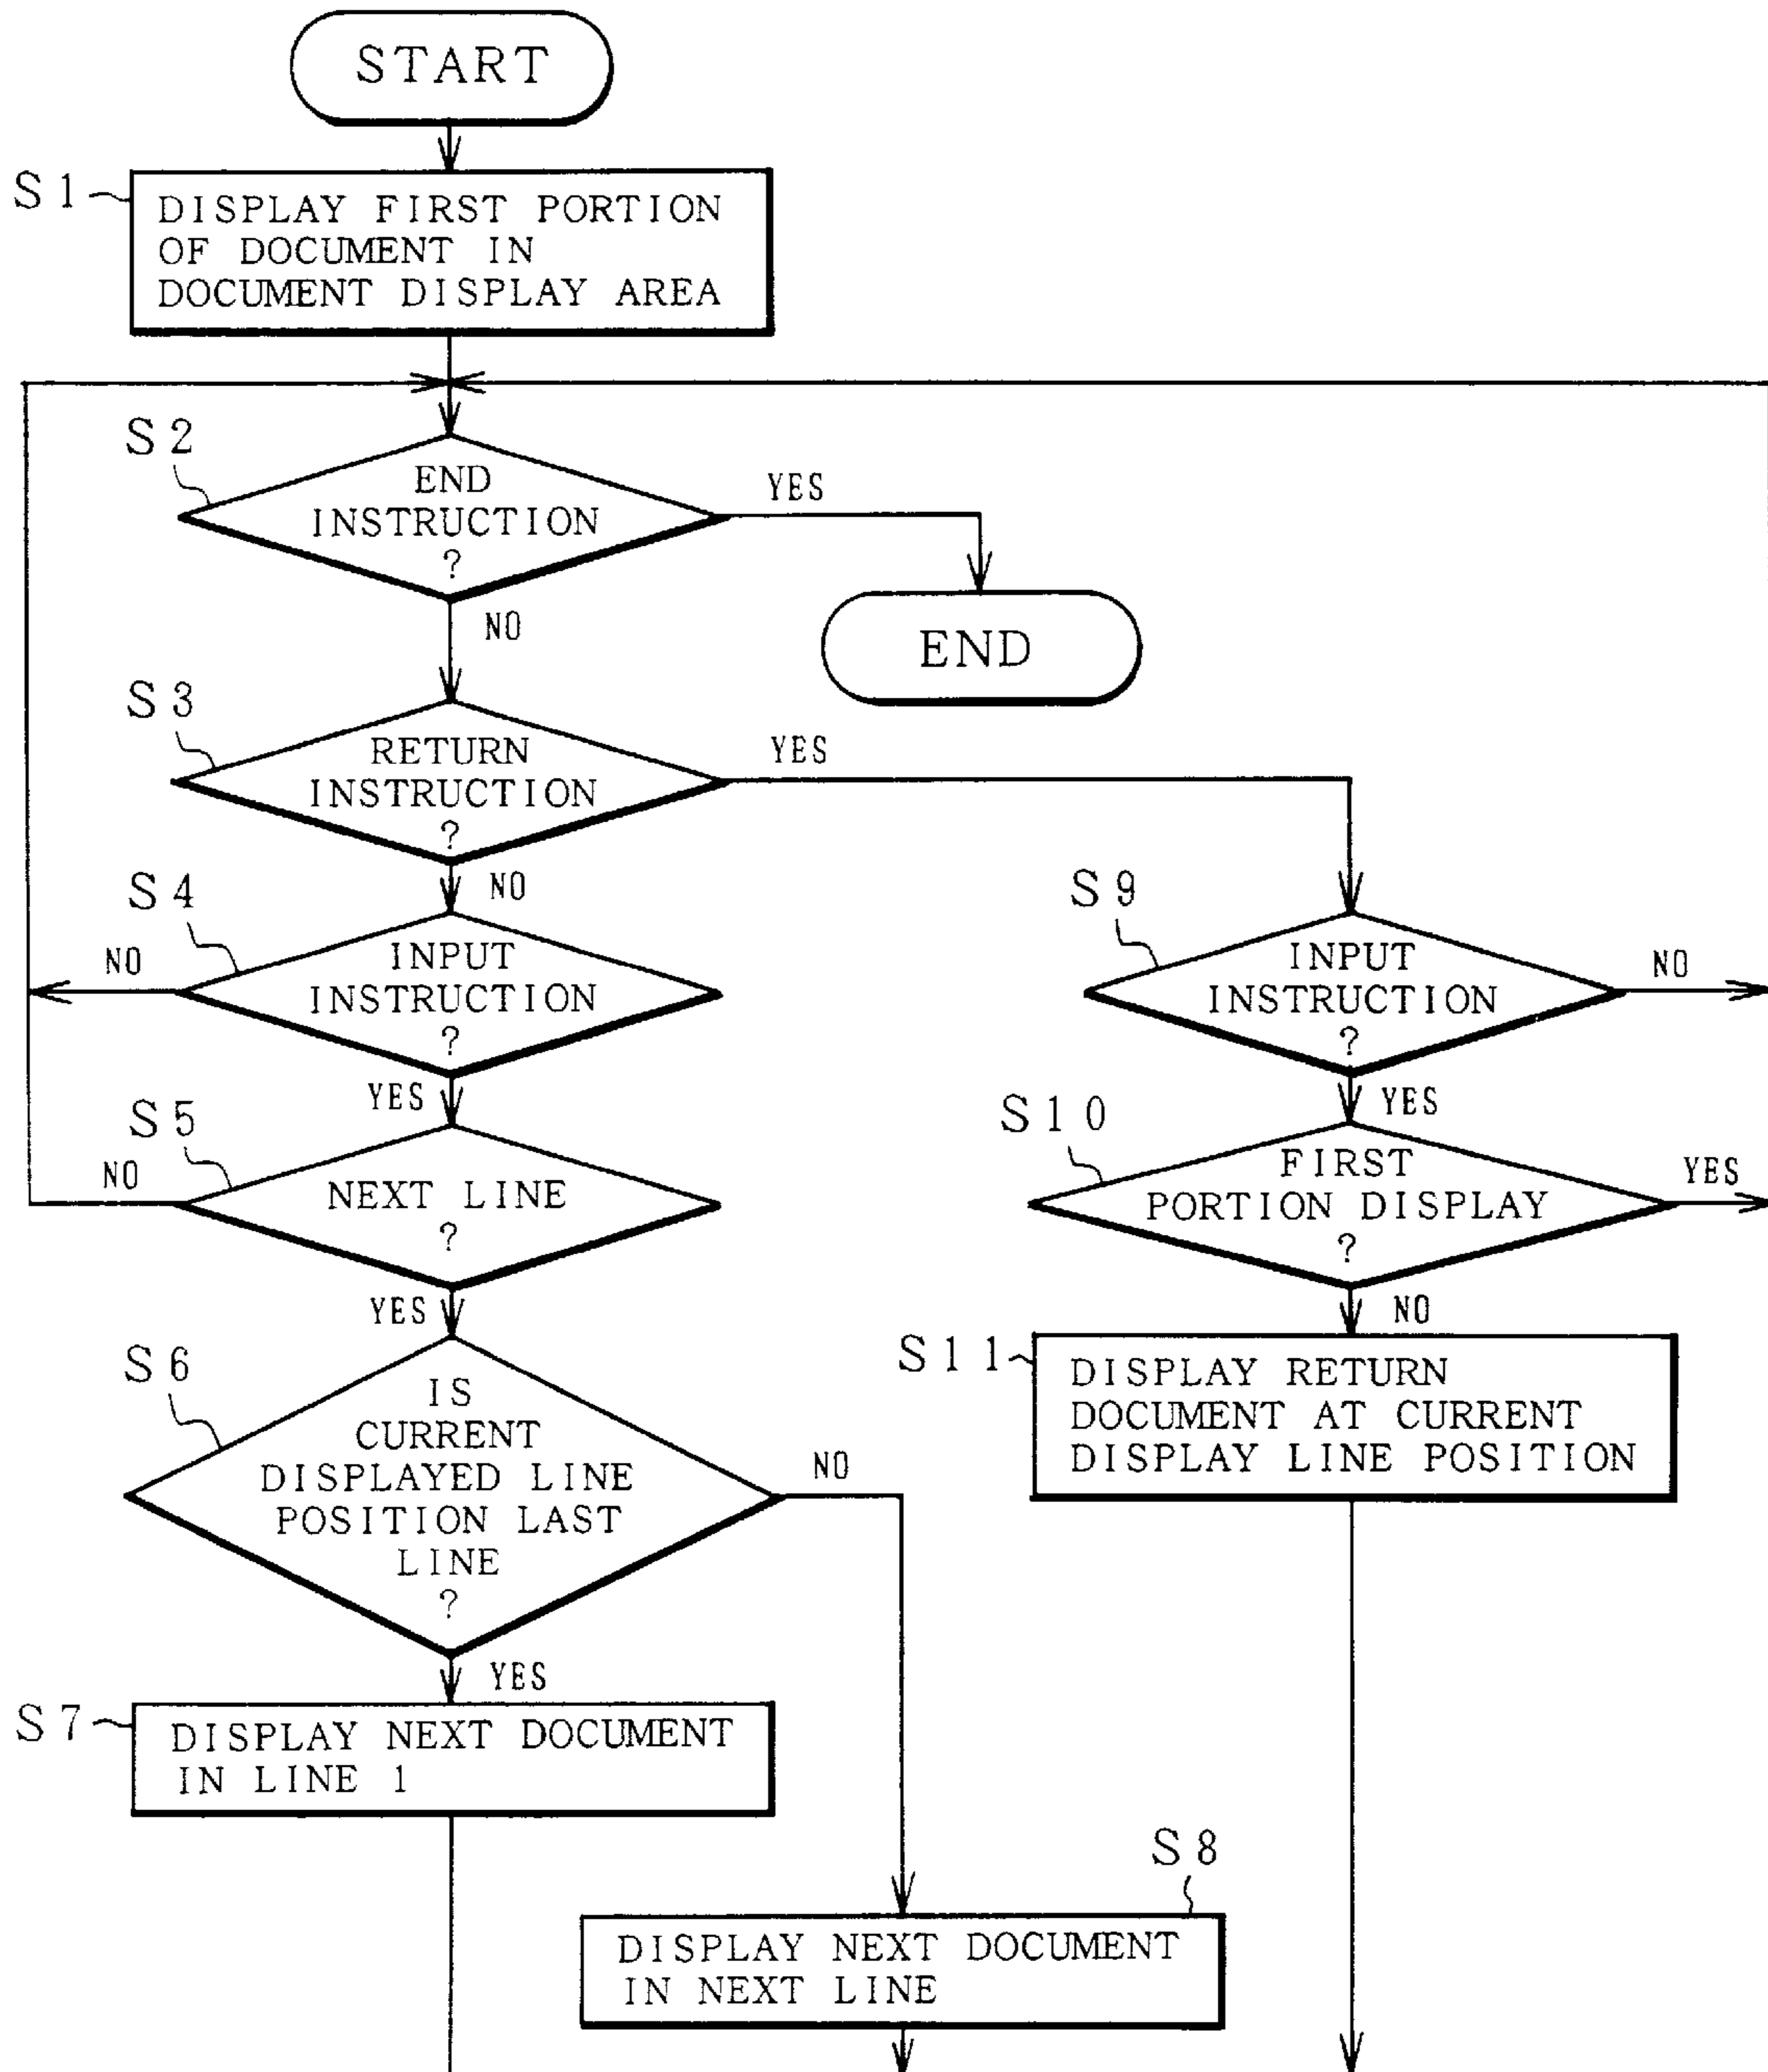 START
S1
DISPLAY FIRST PORTION
OF DOCUMENT IN
DOCUMENT DISPLAY AREA
S2
END
INSTRUCTION
?
YES
NO
END
S3
RETURN
INSTRUCTION
?
YES
NO
S4
INPUT
INSTRUCTION
?
NO
YES
S5
NEXT LINE
?
NO
YES
S6
IS
CURRENT
DISPLAYED LINE
POSITION LAST
LINE
?
NO
YES
S7
DISPLAY NEXT DOCUMENT
IN LINE 1
S8
DISPLAY NEXT DOCUMENT
IN NEXT LINE
S9
INPUT
INSTRUCTION
?
NO
YES
S10
FIRST
PORTION DISPLAY
?
YES
NO
S11
DISPLAY RETURN
DOCUMENT AT CURRENT
DISPLAY LINE POSITION